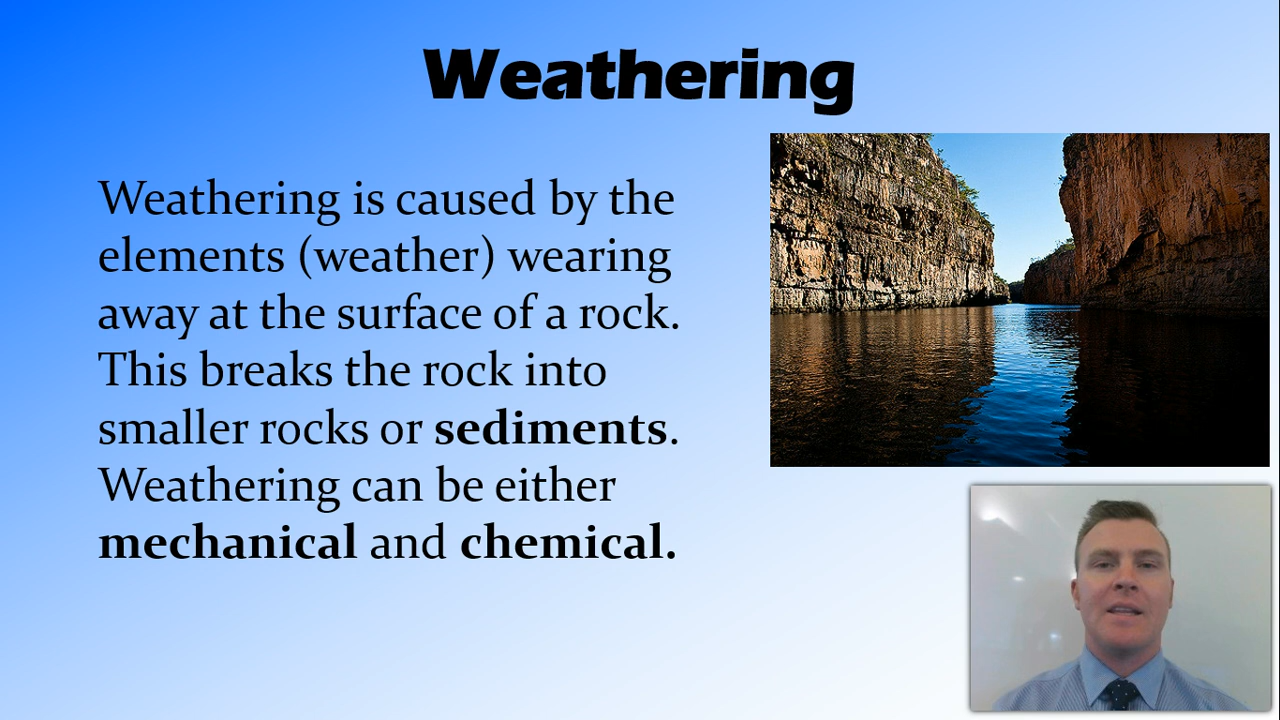 Weathering
Weathering is caused by the
elements (weather) wearing
away at the surface of a rock.
This breaks the rock into
smaller rocks or sediments.
Weathering can be either
mechanical and chemical.